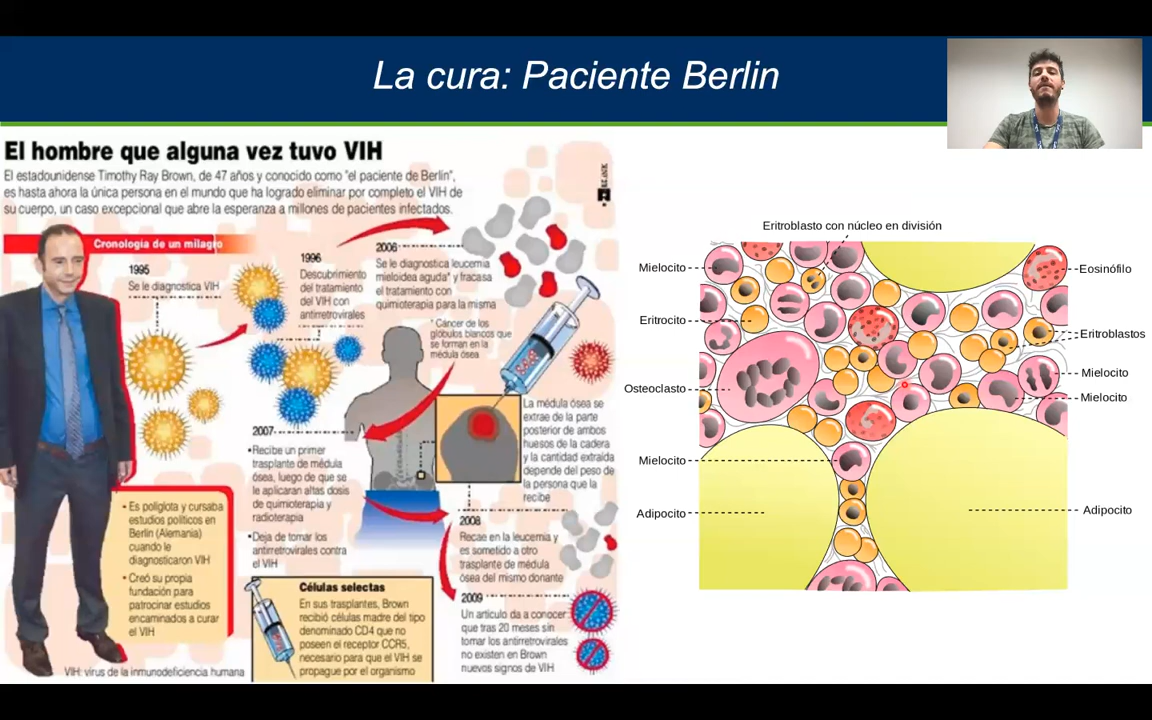 La cura: Paciente Berlin
El hombre que alguna vez tuvo VIH
El estadounidense Timothy Ray Brown, de 47 años y conocido como "el paciente de Berlín",
es hasta ahora la única persona en el mundo que ha logrado eliminar por completo el VIH de
su cuerpo, un caso excepcional que abre la esperanza a millones de pacientes infectados.
Cronología de un milagro
1995
Se le diagnostica VIH
1996
Descubrimiento
del tratamiento
del VIH con
antirretrovirales
2006
Se le diagnostica leucemia
mieloidea aguda* y fracasa
el tratamiento con
quimioterapia para la misma
* Cáncer de los
glóbulos blancos que
se forman en la
médula ósea
La médula ósea se
extrae de la parte
posterior de ambos
huesos de la cadera
y la cantidad extraída
depende del peso de
la persona que la
recibe
2007
•Recibe un primer
trasplante de médula
ósea, luego de que se
le aplicaran altas dosis
de quimioterapia y
radioterapia
•Deja de tomar los
antirretrovirales contra
el VIH
2008
Recae en la leucemia y
es sometido a otro
trasplante de médula
ósea del mismo donante
2009
Un artículo da a conocer
que tras 20 meses sin
tomar los antirretrovirales
no existen en Brown
nuevos signos de VIH
• Es políglota y cursaba
estudios políticos en
Berlín (Alemania)
cuando le
diagnosticaron VIH
• Creó su propia
fundación para
patrocinar estudios
encaminados a curar
el VIH
Células selectas
En sus trasplantes, Brown
recibió células madre del tipo
denominado CD4 que no
poseen el receptor CCR5,
necesario para que el VIH se
propague por el organismo
VIH: virus de la inmunodeficiencia humana
Eritroblasto con núcleo en división
Mielocito
Eosinófilo
Eritrocito
Eritroblastos
Mielocito
Osteoclasto
Mielocito
Mielocito
Adipocito
Adipocito